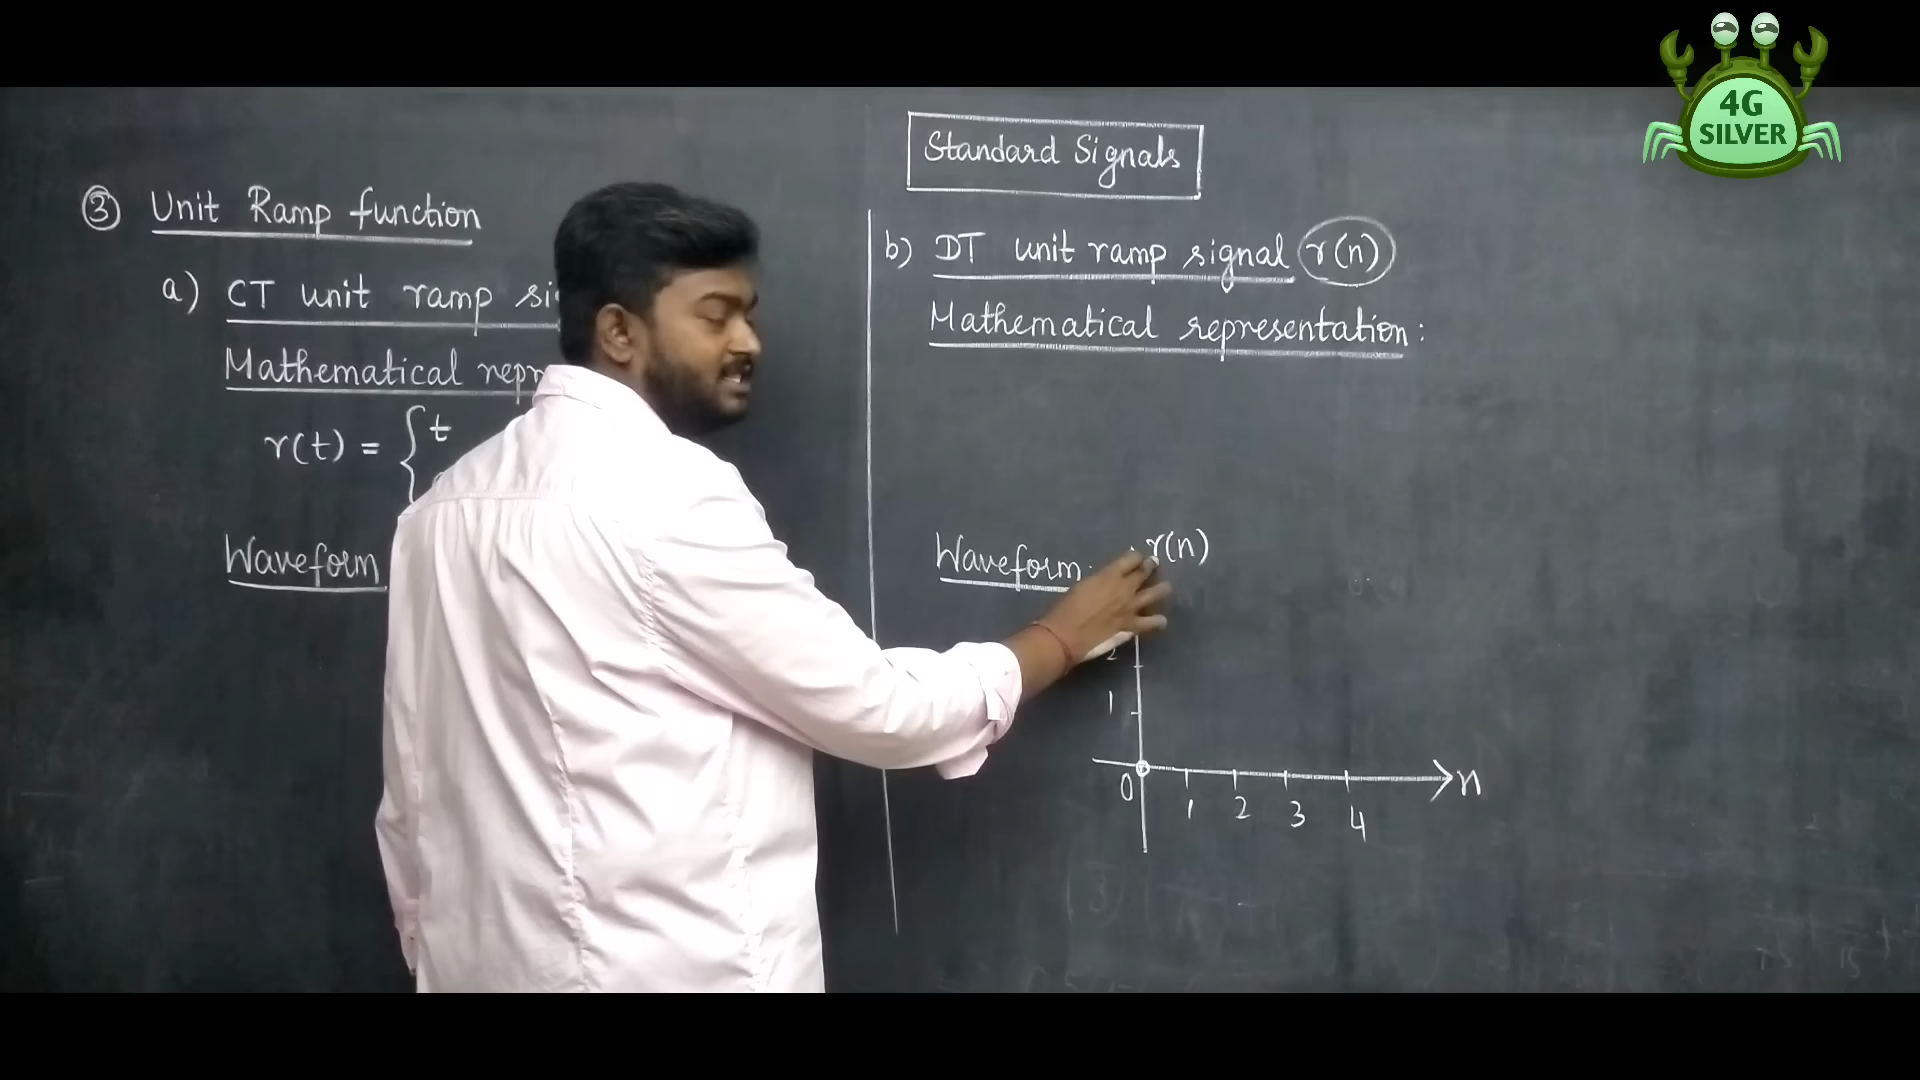 4G
SILVER
Standard Signals
③ Unit Ramp function
a) CT unit ramp
Mathematical
r(t) = { t
Waveform
b) DT unit ramp signal r(n)
Mathematical representation:
Waveform:
r(n)
2
1
0 1 2 3 4 n